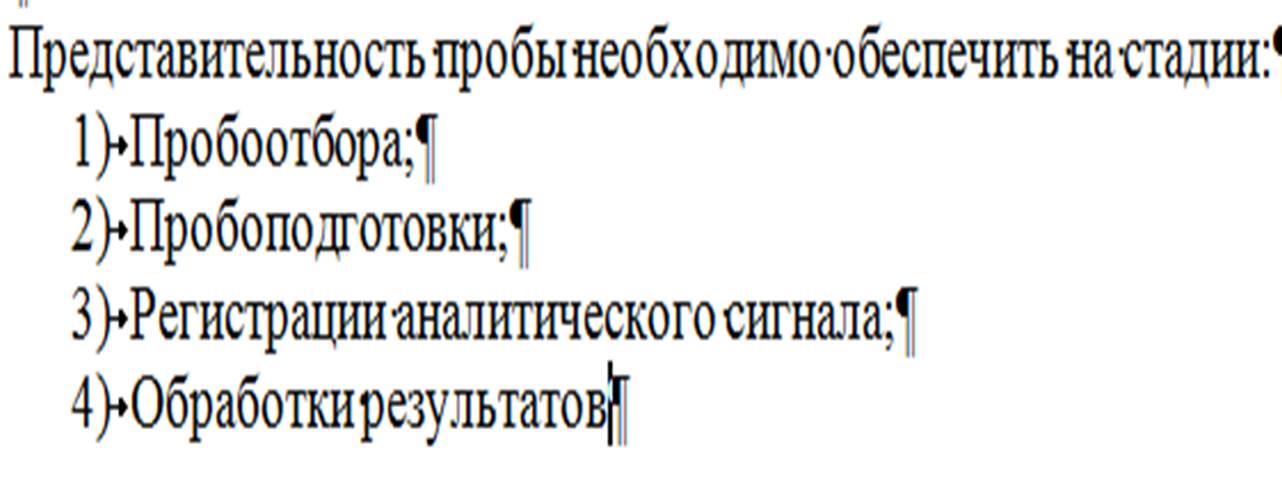 Представительность пробы необходимо обеспечить на стадии:
1) Пробоотбора;
2) Пробоподготовки;
3) Регистрации аналитического сигнала;
4) Обработки результатов